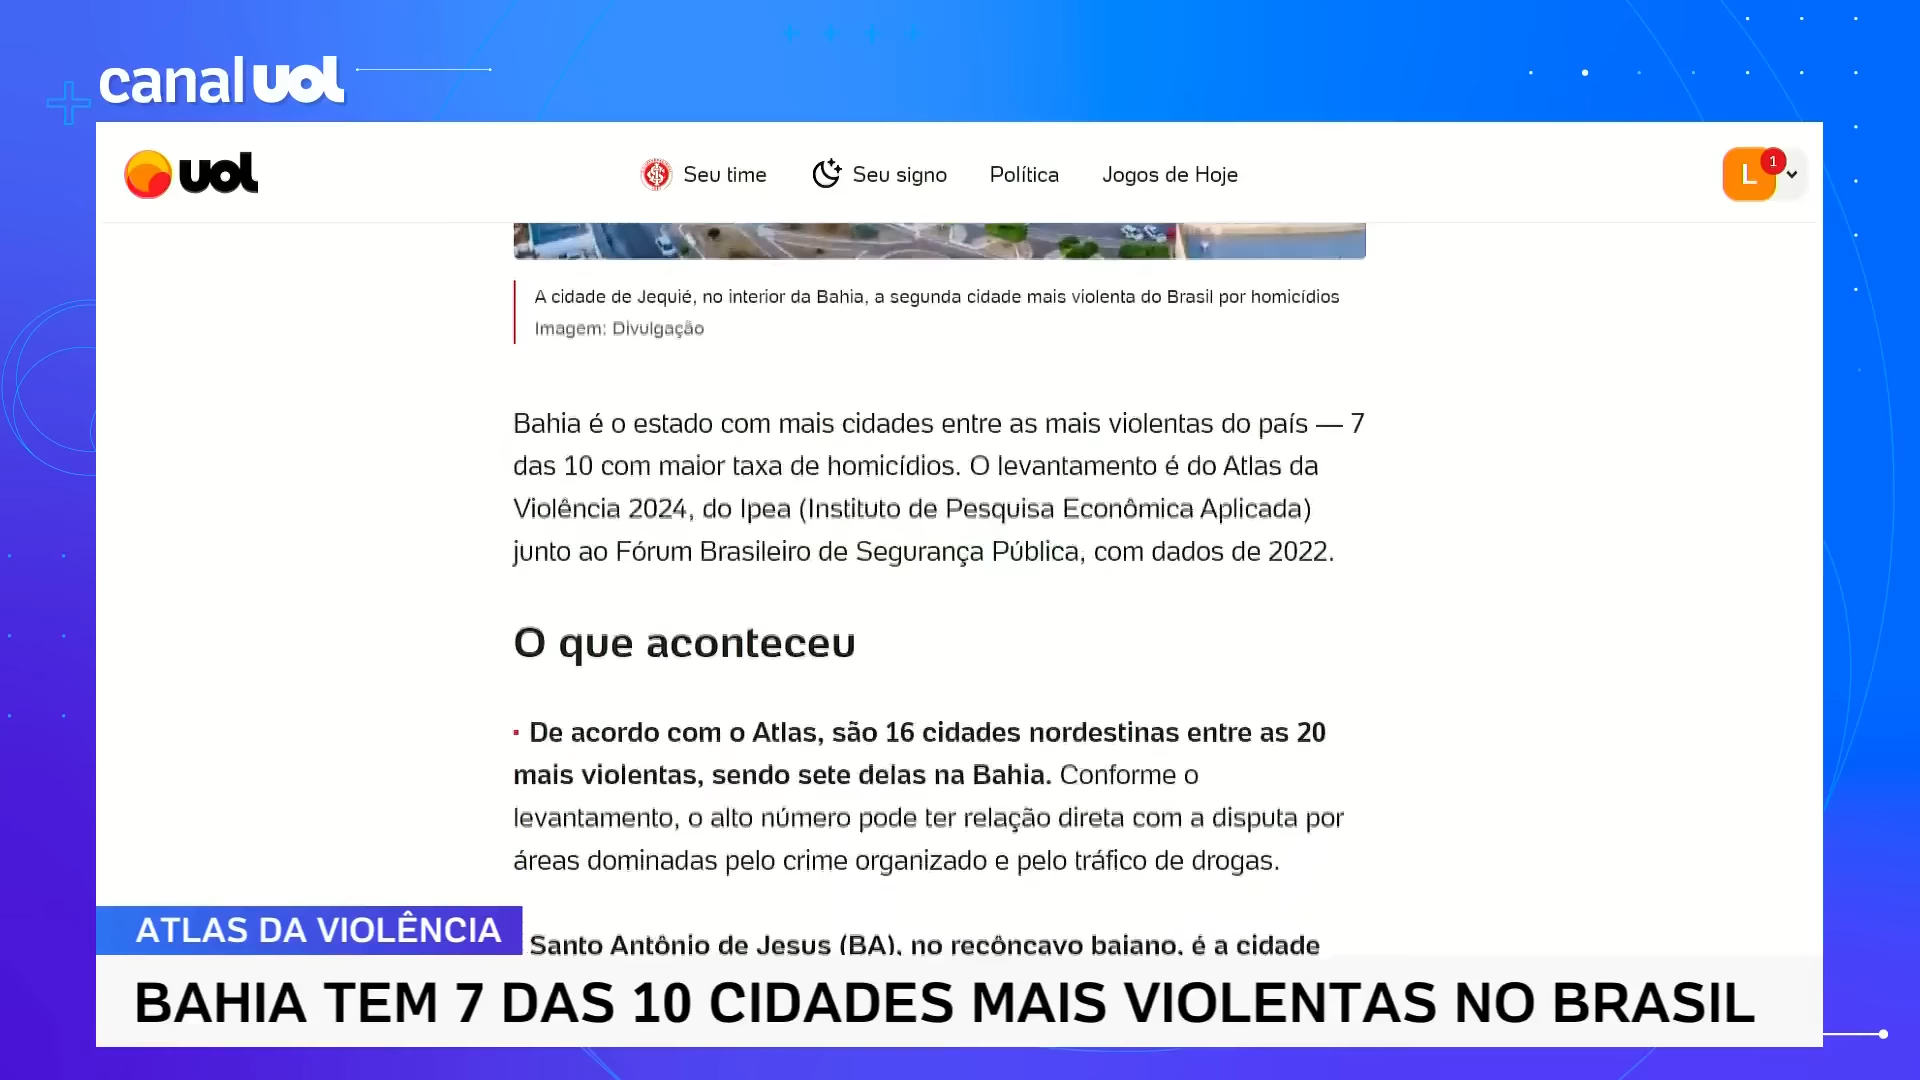 canal uol
uol
Seu time
Seu signo
Política
Jogos de Hoje
L
1
A cidade de Jequié, no interior da Bahia, a segunda cidade mais violenta do Brasil por homicídios
Imagem: Divulgação
Bahia é o estado com mais cidades entre as mais violentas do país — 7
das 10 com maior taxa de homicídios. O levantamento é do Atlas da
Violência 2024, do Ipea (Instituto de Pesquisa Econômica Aplicada)
junto ao Fórum Brasileiro de Segurança Pública, com dados de 2022.
O que aconteceu
De acordo com o Atlas, são 16 cidades nordestinas entre as 20
mais violentas, sendo sete delas na Bahia. Conforme o
levantamento, o alto número pode ter relação direta com a disputa por
áreas dominadas pelo crime organizado e pelo tráfico de drogas.
Santo Antônio de Jesus (BA), no recôncavo baiano, é a cidade
ATLAS DA VIOLÊNCIA
BAHIA TEM 7 DAS 10 CIDADES MAIS VIOLENTAS NO BRASIL